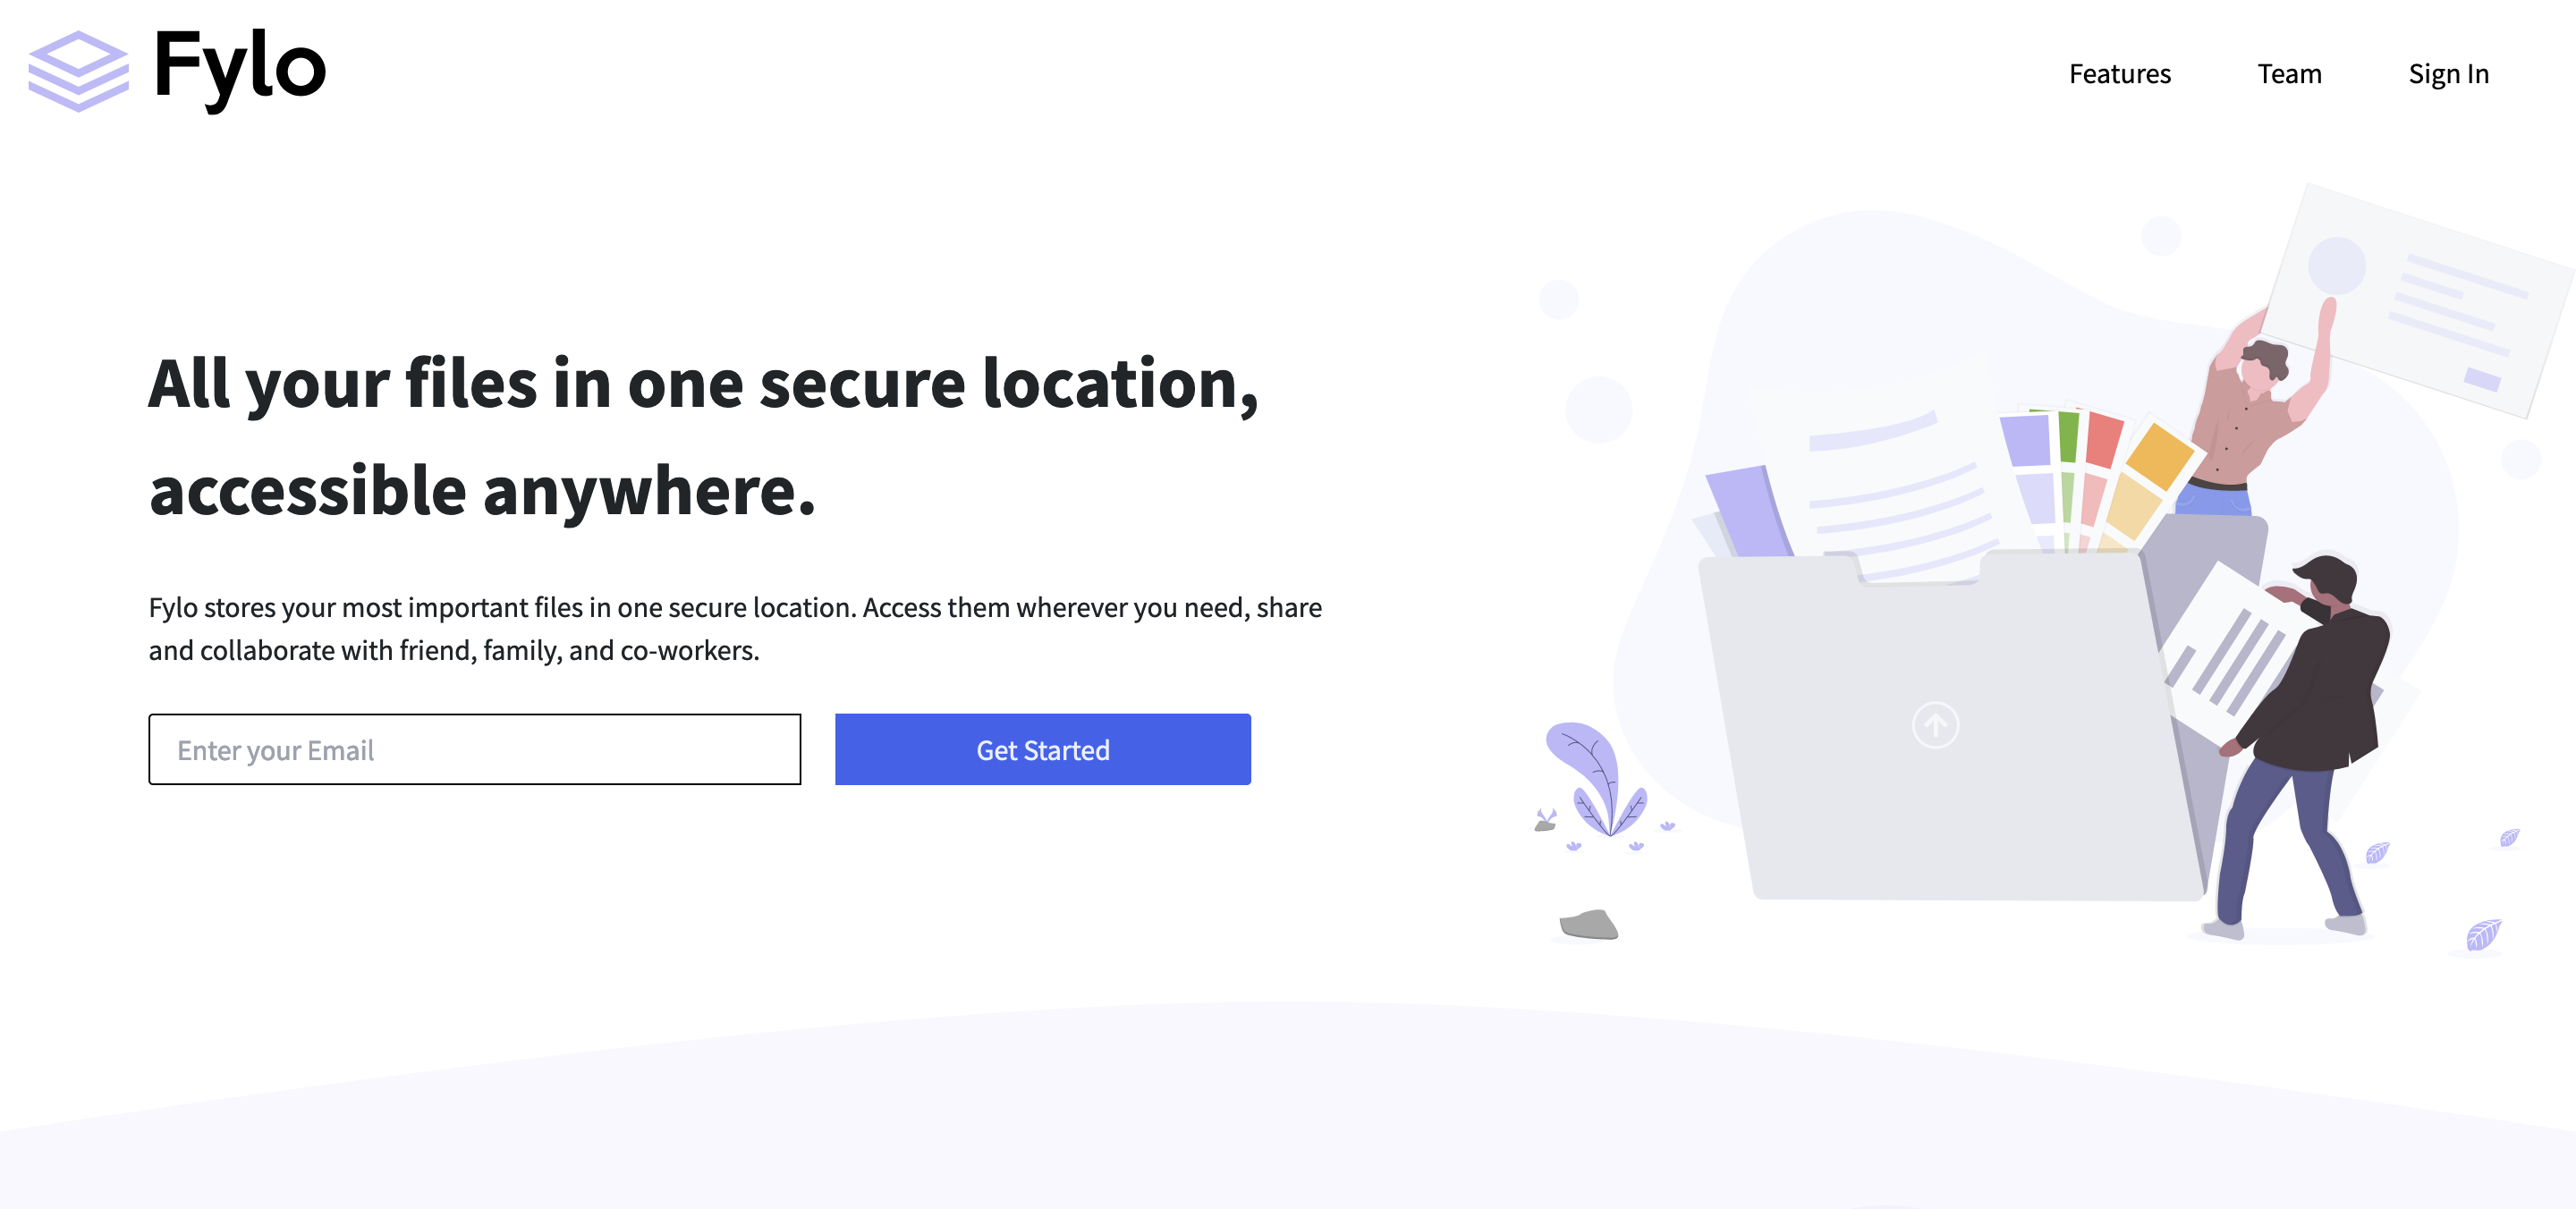 Fylo
Features
Team
Sign In
All your files in one secure location,
accessible anywhere.
Fylo stores your most important files in one secure location. Access them wherever you need, share
and collaborate with friend, family, and co-workers.
Enter your Email
Get Started